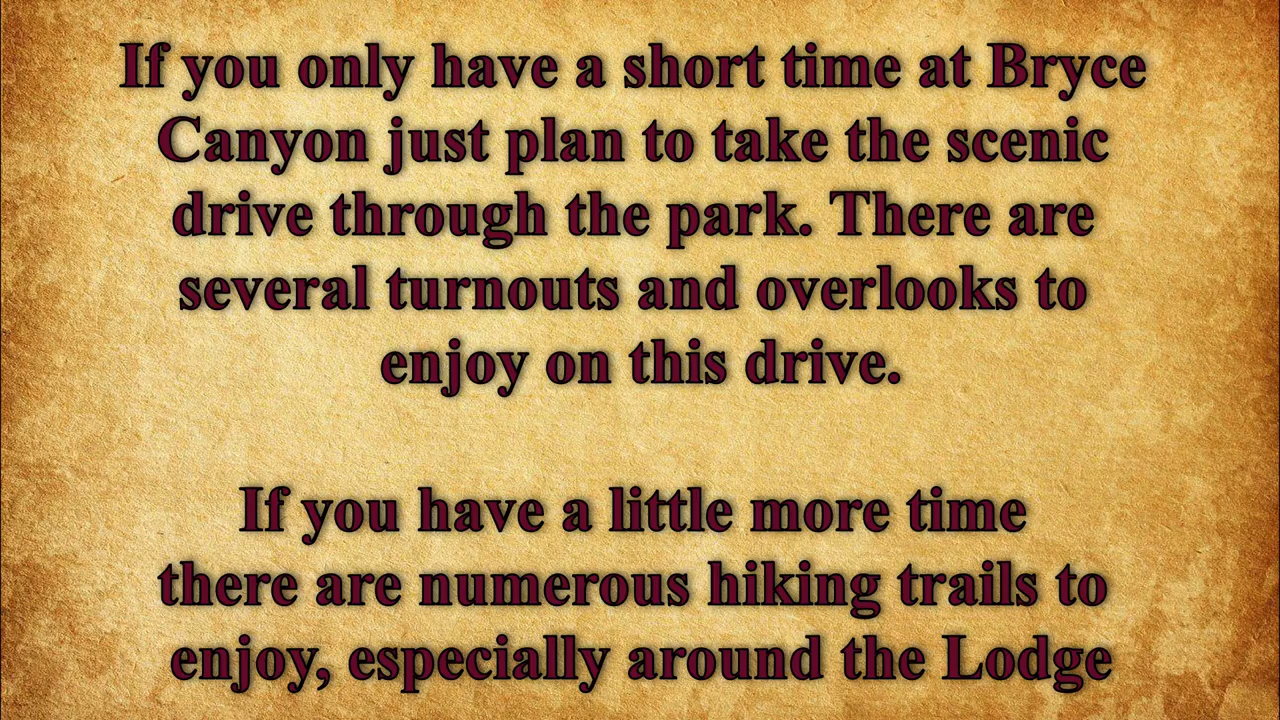 If you only have a short time at Bryce
Canyon just plan to take the scenic
drive through the park. There are
several turnouts and overlooks to
enjoy on this drive.
If you have a little more time
there are numerous hiking trails to
enjoy, especially around the Lodge